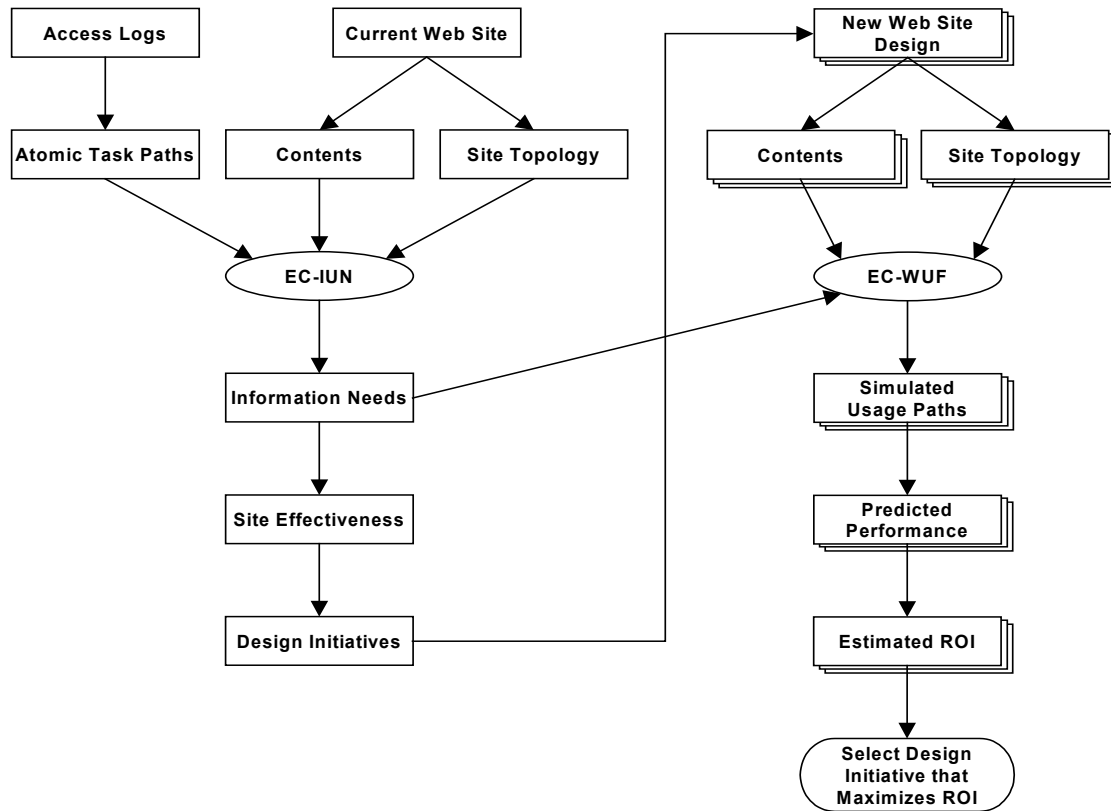 Access Logs
Current Web Site
New Web Site
Design
Atomic Task Paths
Contents
Site Topology
Contents
Site Topology
EC-IUN
EC-WUF
Information Needs
Simulated
Usage Paths
Site Effectiveness
Predicted
Performance
Design Initiatives
Estimated ROI
Select Design
Initiative that
Maximizes ROI